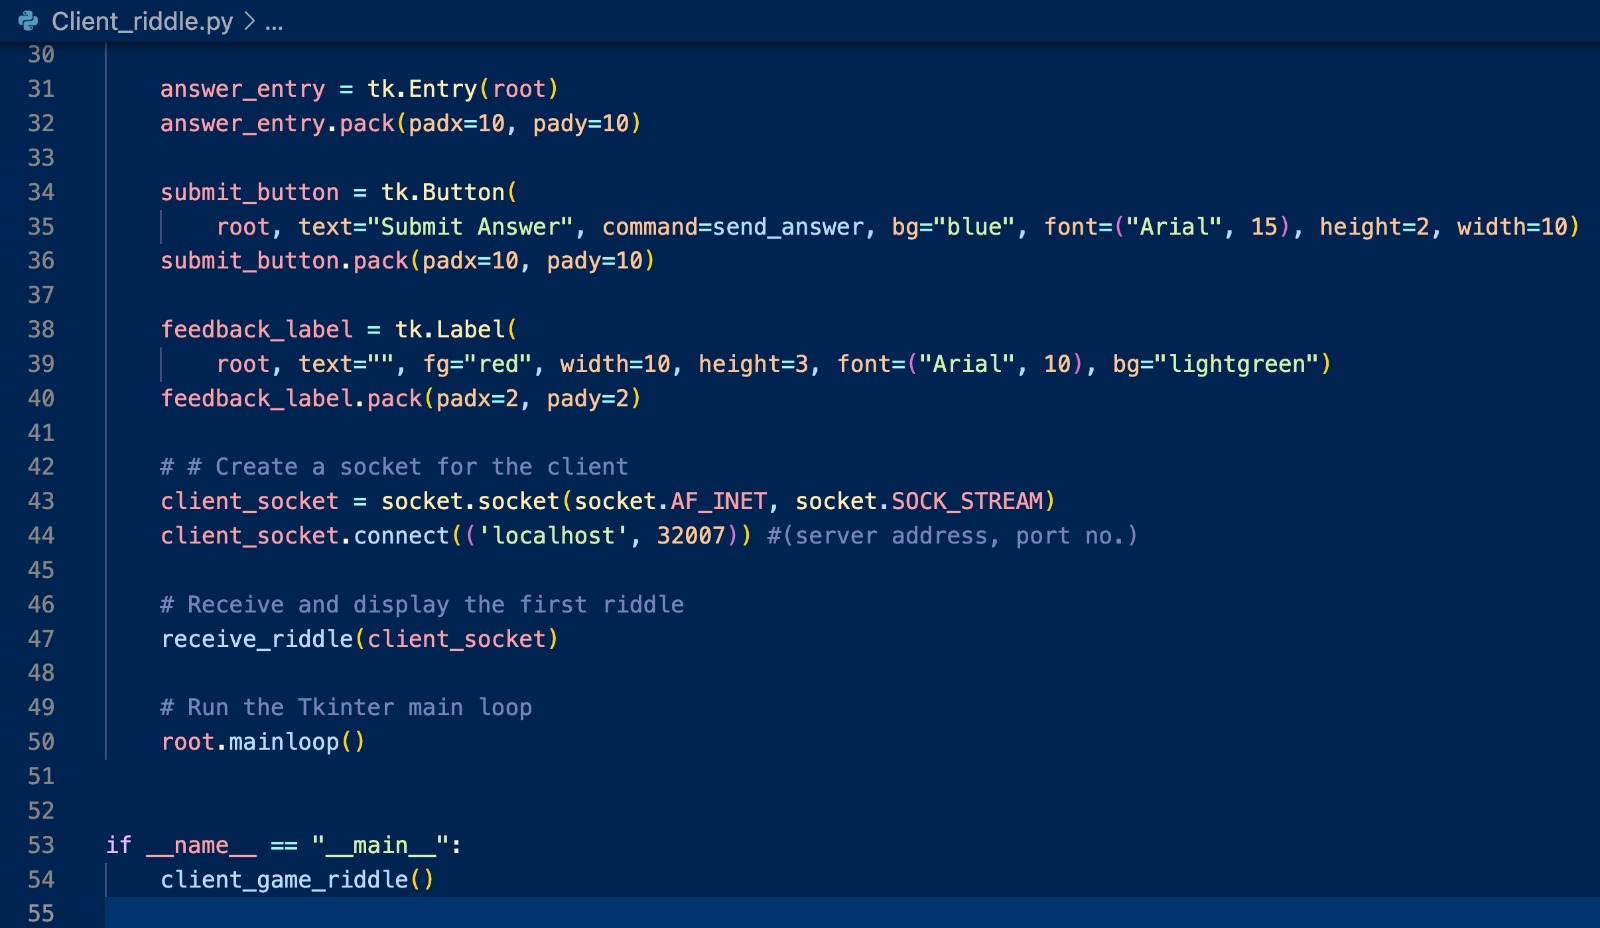 Client_riddle.py > ...
30
31 answer_entry = tk.Entry(root)
32 answer_entry.pack(padx=10, pady=10)
33
34 submit_button = tk.Button(
35 root, text="Submit Answer", command=send_answer, bg="blue", font=("Arial", 15), height=2, width=10)
36 submit_button.pack(padx=10, pady=10)
37
38 feedback_label = tk.Label(
39 root, text="", fg="red", width=10, height=3, font=("Arial", 10), bg="lightgreen")
40 feedback_label.pack(padx=2, pady=2)
41
42 # # Create a socket for the client
43 client_socket = socket.socket(socket.AF_INET, socket.SOCK_STREAM)
44 client_socket.connect(('localhost', 32007)) #(server address, port no.)
45
46 # Receive and display the first riddle
47 receive_riddle(client_socket)
48
49 # Run the Tkinter main loop
50 root.mainloop()
51
52
53 if __name__ == "__main__":
54 client_game_riddle()
55